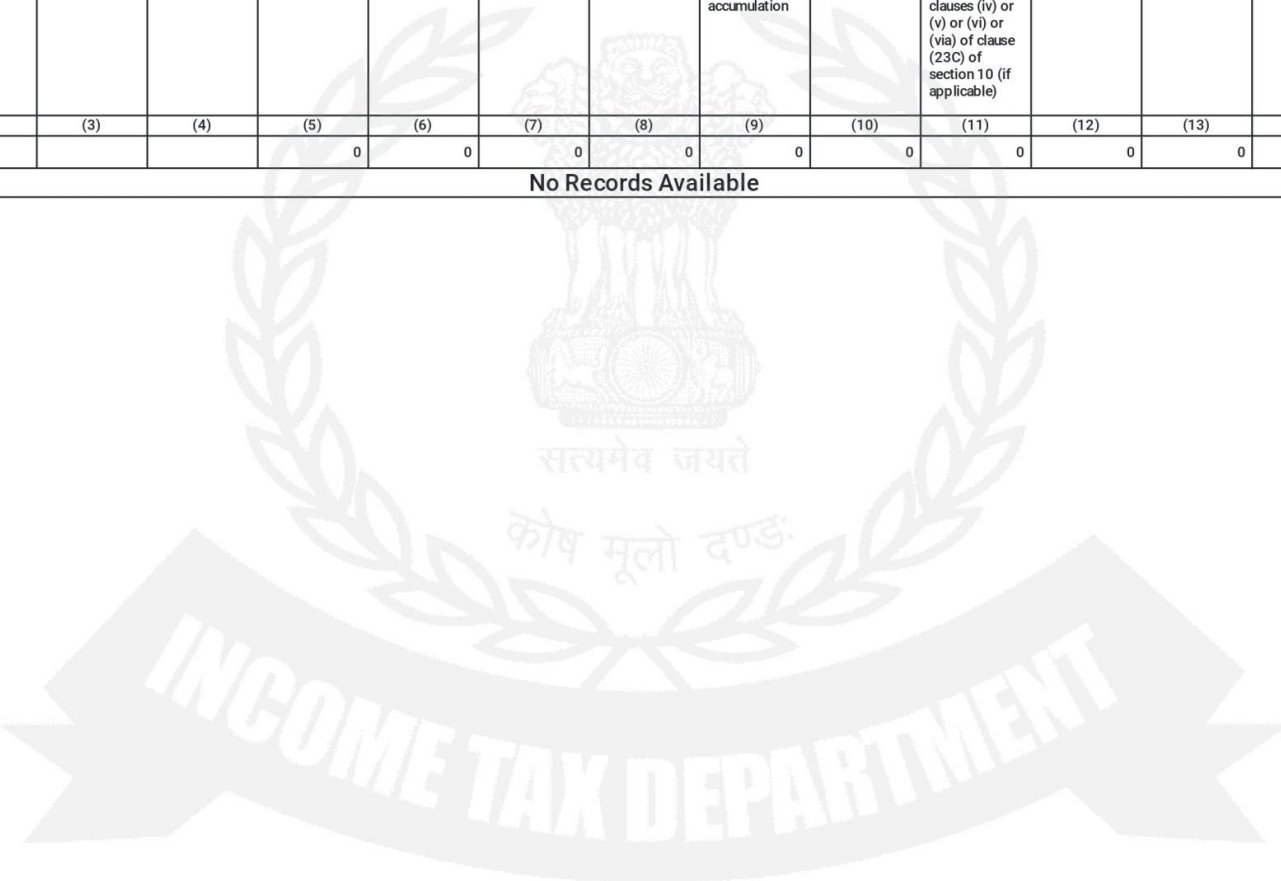 accumulation
clauses (iv) or
(v) or (vi) or
(via) of clause
(23C) of
section 10 (if
applicable)
(3) (4) (5) (6) (7) (8) (9) (10) (11) (12) (13)
0 0 0 0 0 0 0 0 0
No Records Available
सत्यमेव जयते
कोष मूलो दण्ड:
INCOME TAX DEPARTMENT